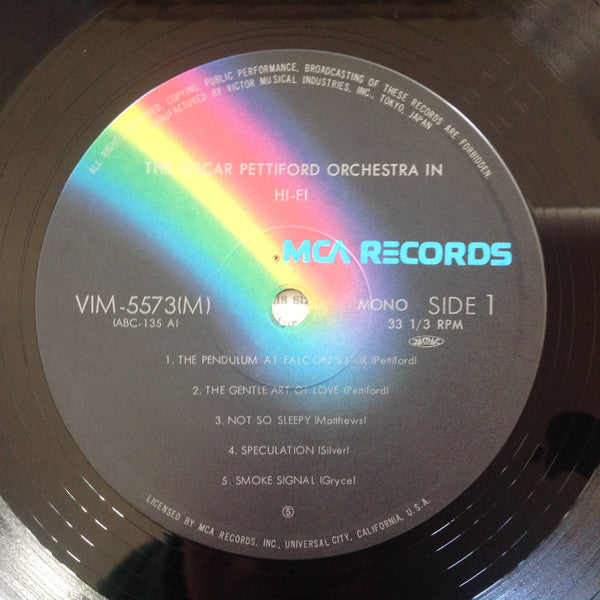 ALL RIGHTS RESERVED. COPYING, PUBLIC PERFORMANCE, BROADCASTING OF THESE RECORDS ARE FORBIDDEN.
MANUFACTURED BY VICTOR MUSICAL INDUSTRIES, INC., TOKYO, JAPAN
THE OSCAR PETTIFORD ORCHESTRA IN
HI-FI
MCA RECORDS
VIM-5573(M)
(ABC-135 A)
MONO SIDE 1
33 1/3 RPM
1. THE PENDULUM AT FALCON'S LAIR (Pettiford)
2. THE GENTLE ART OF LOVE (Pettiford)
3. NOT SO SLEEPY (Matthews)
4. SPECULATION (Silver)
5. SMOKE SIGNAL (Gryce)
5
LICENSED BY MCA RECORDS, INC., UNIVERSAL CITY, CALIFORNIA, U.S.A.